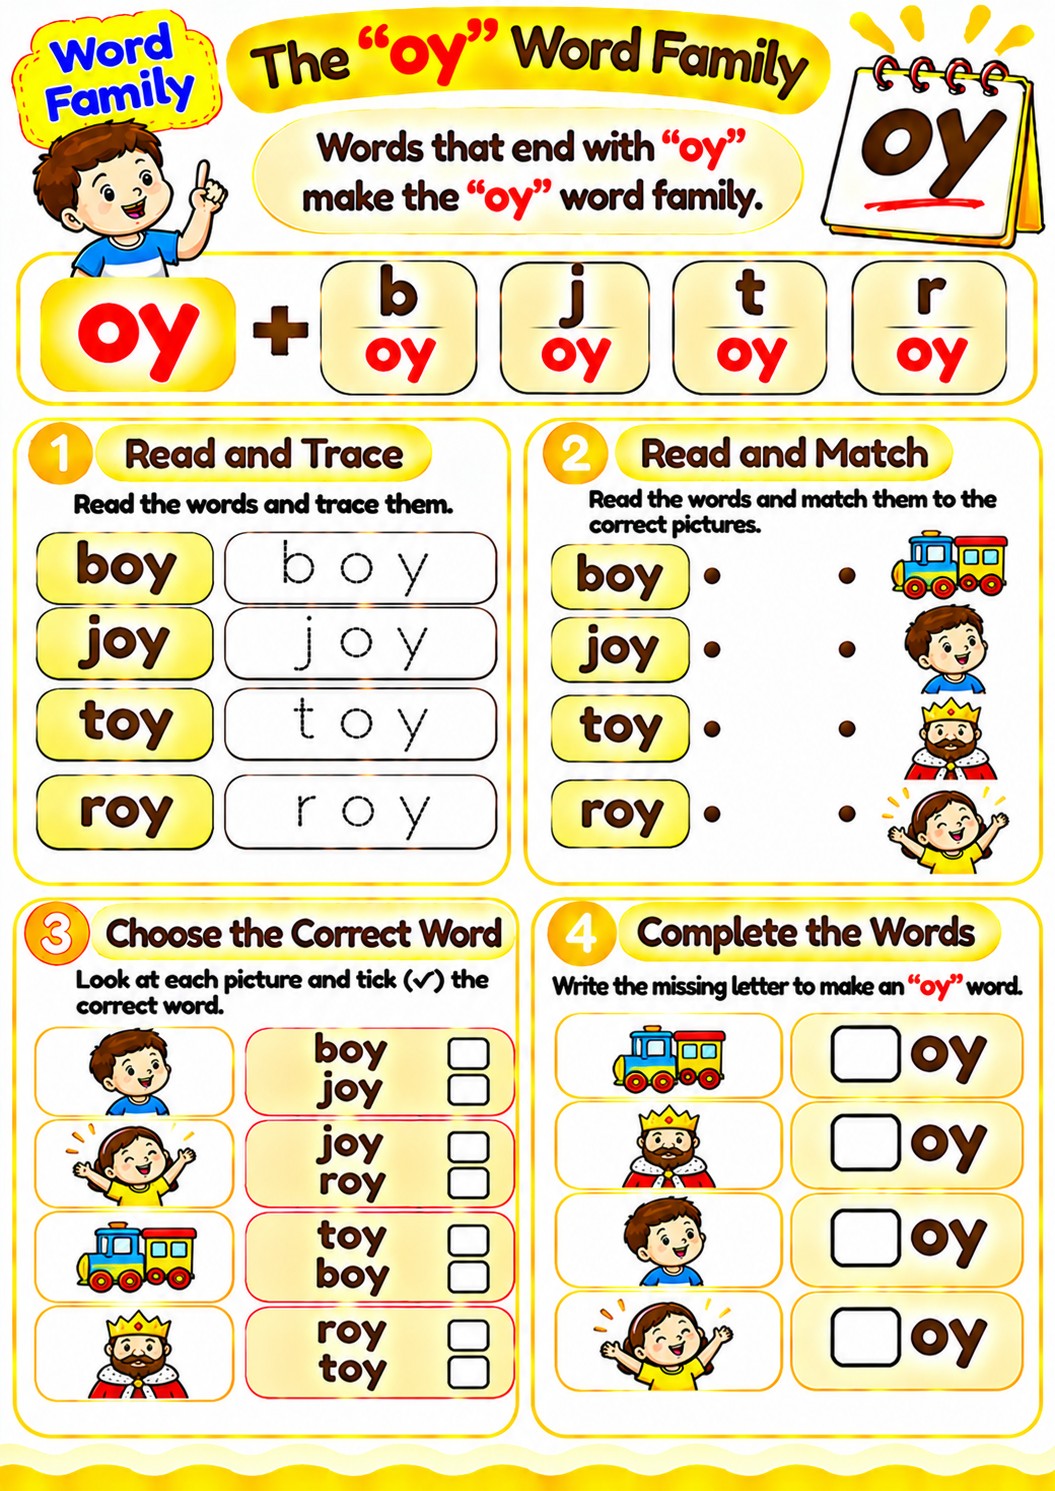 Word
Family
The “oy” Word Family
Words that end with “oy”
make the “oy” word family.
oy
oy + b j t r
oy oy oy oy
1 Read and Trace
Read the words and trace them.
boy b o y
joy j o y
toy t o y
roy r o y
2 Read and Match
Read the words and match them to the
correct pictures.
boy
joy
toy
roy
3 Choose the Correct Word
Look at each picture and tick (✓) the
correct word.
boy
joy
joy
roy
toy
boy
roy
toy
4 Complete the Words
Write the missing letter to make an “oy” word.
oy
oy
oy
oy